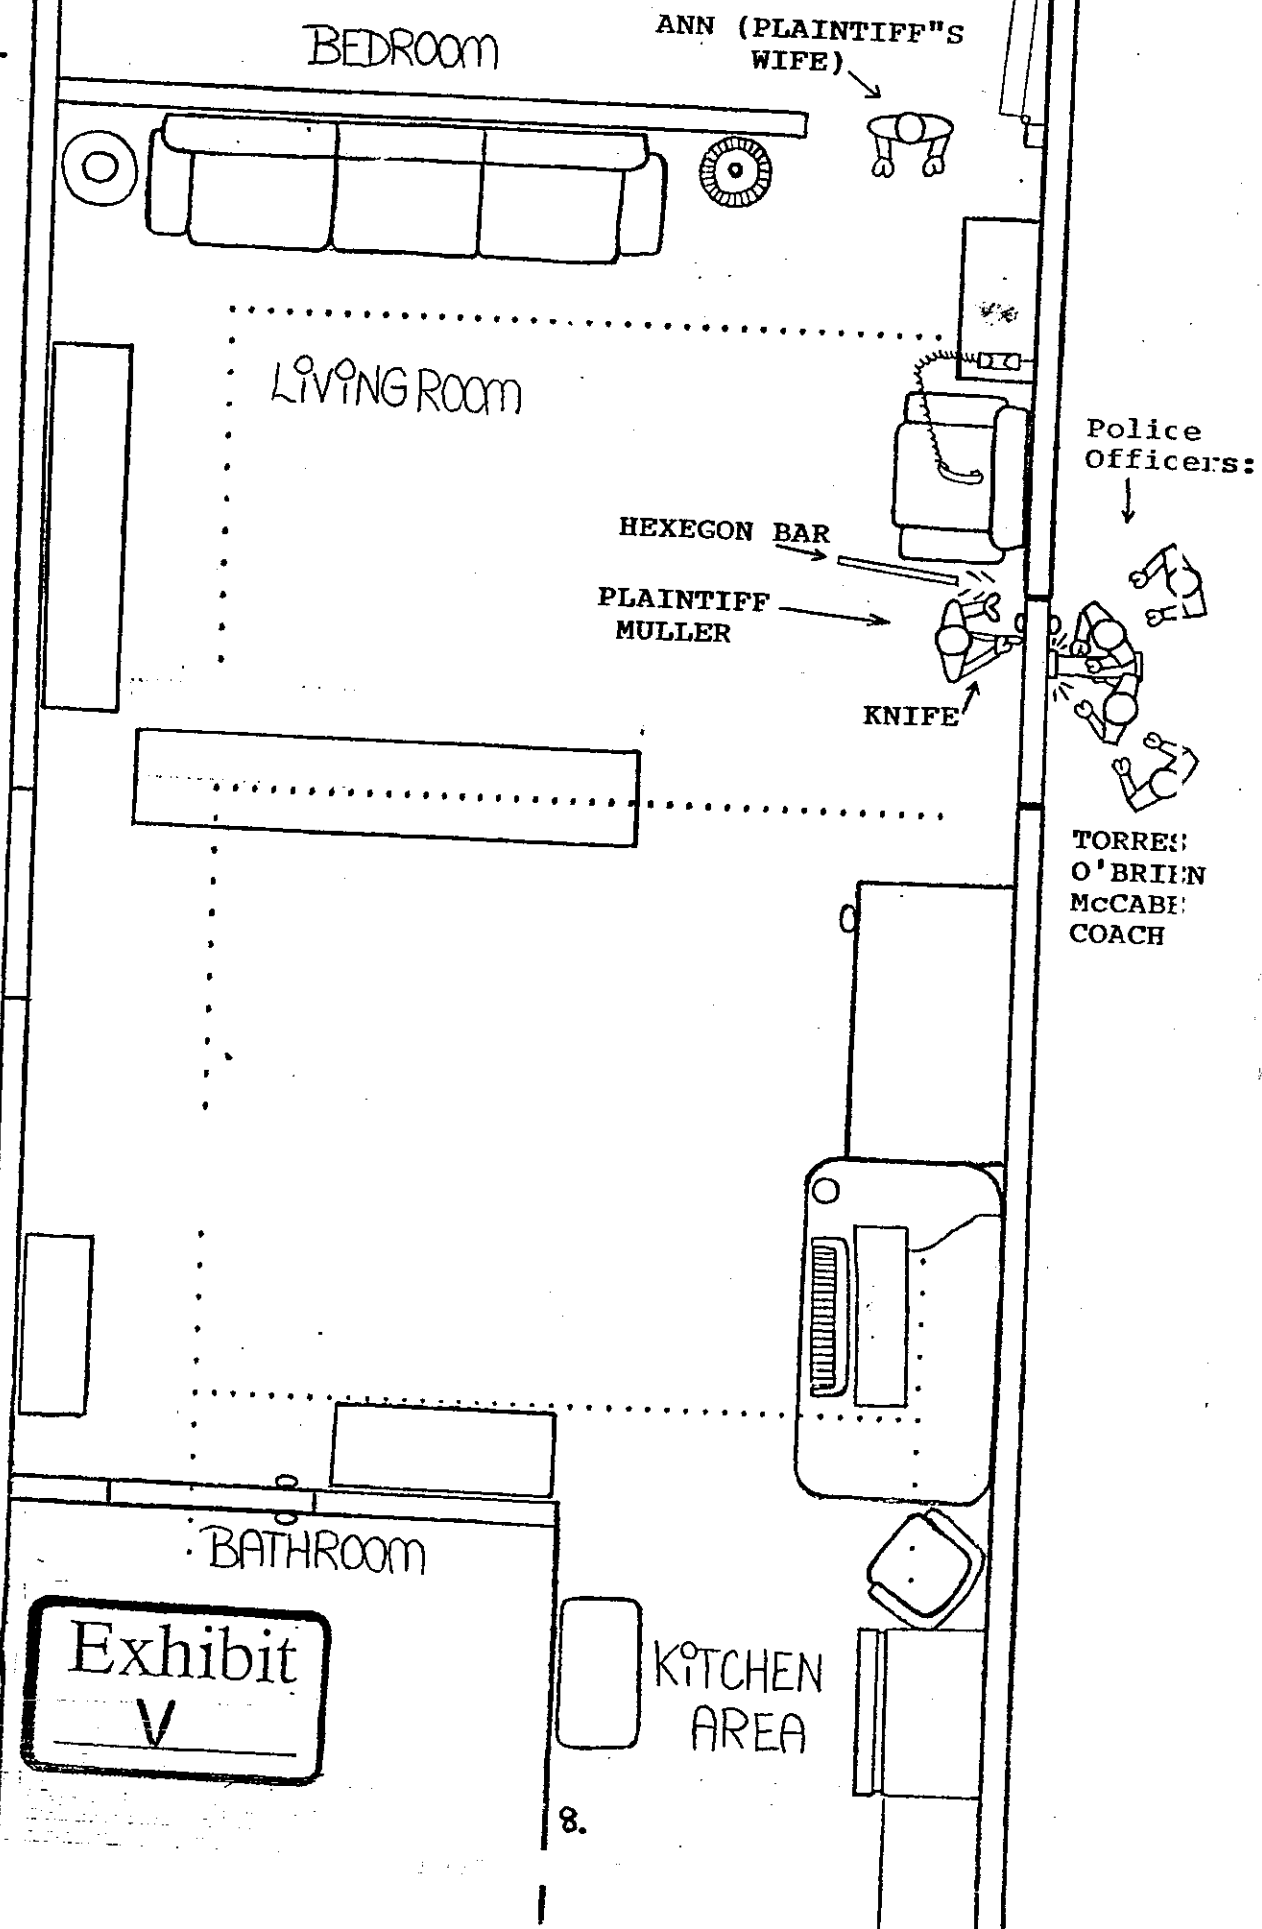 BEDROOM
ANN (PLAINTIFF"S
WIFE)
LIVING ROOM
Police
Officers:
HEXEGON BAR
PLAINTIFF
MULLER
KNIFE
TORRES
O'BRIEN
McCABE
COACH
BATHROOM
Exhibit
V
KITCHEN
AREA
8.